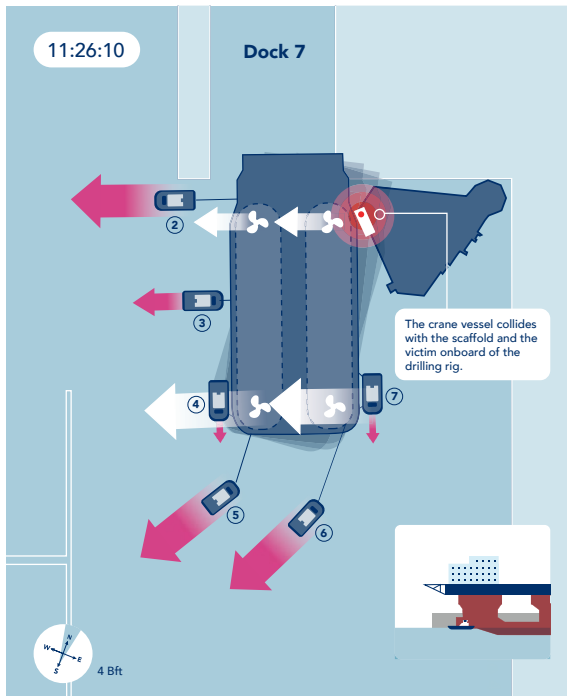 11:26:10
Dock 7
2
3
The crane vessel collides
with the scaffold and the
victim onboard of the
drilling rig.
4
7
5
6
N
W
E
S
4 Bft